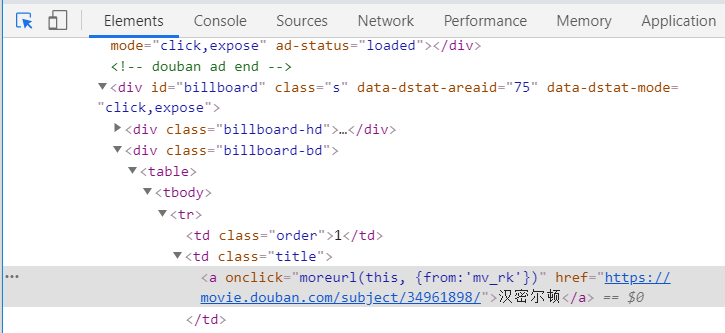 Elements Console Sources Network Performance Memory Application
mode="click,expose" ad-status="loaded"></div>
<!-- douban ad end -->
▼<div id="billboard" class="s" data-dstat-areaid="75" data-dstat-mode=
"click,expose">
▶<div class="billboard-hd">…</div>
▼<div class="billboard-bd">
▼<table>
▼<tbody>
▼<tr>
<td class="order">1</td>
▼<td class="title">
<a onclick="moreurl(this, {from:'mv_rk'})" href="https://
movie.douban.com/subject/34961898/">汉密尔顿</a> == $0
</td>